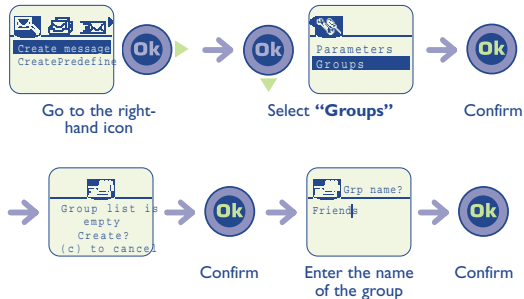 Create message
CreatePredefine
Ok
Ok
Parameters
Groups
Ok
Go to the right-
hand icon
Select “Groups”
Confirm
Group list is
empty
Create?
(c) to cancel
Ok
Grp name?
Friends
Ok
Confirm
Enter the name
of the group
Confirm